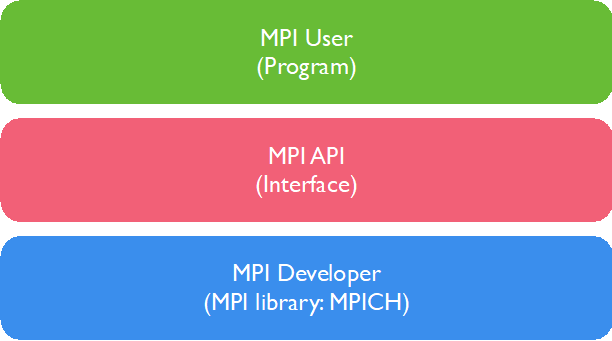 MPI User
(Program)
MPI API
(Interface)
MPI Developer
(MPI library: MPICH)